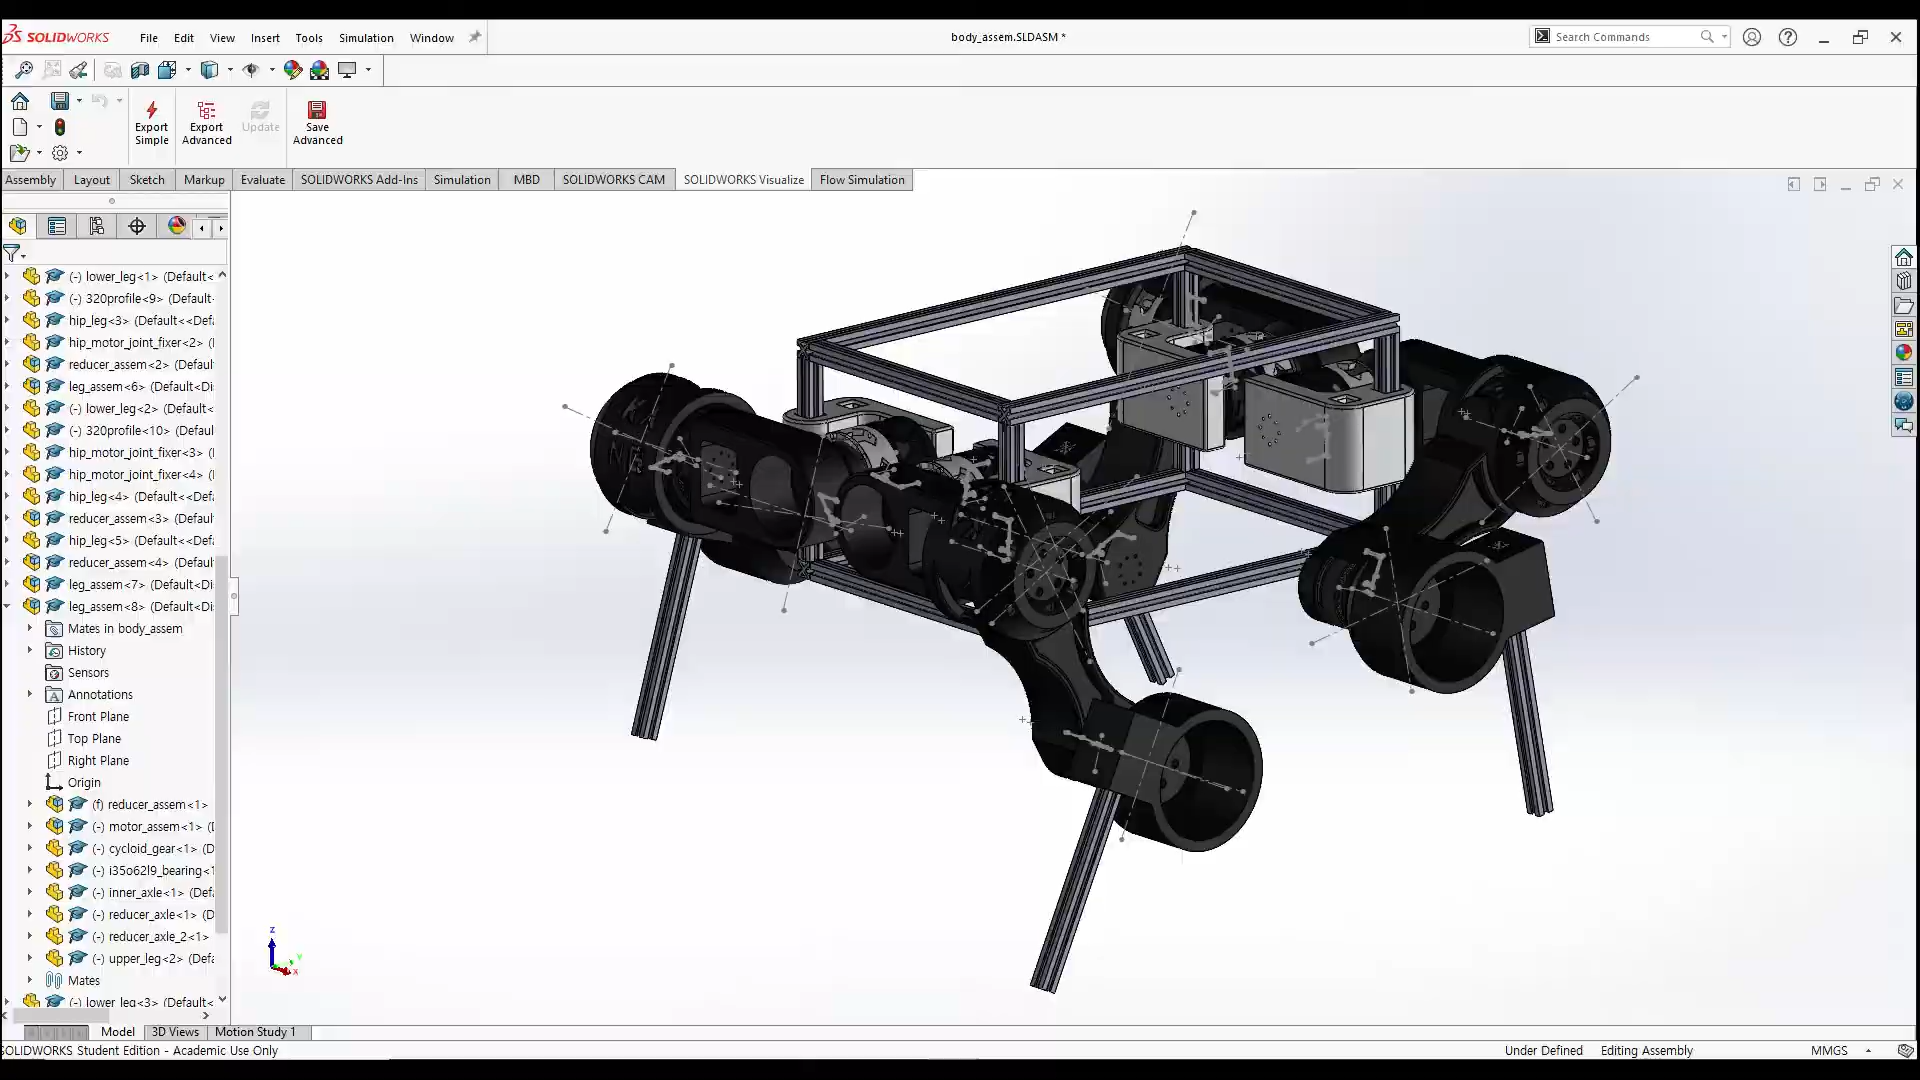 SOLIDWORKS
File Edit View Insert Tools Simulation Window
body_assem.SLDASM *
Search Commands
Export Simple
Export Advanced
Update
Save Advanced
Assembly Layout Sketch Markup Evaluate SOLIDWORKS Add-Ins Simulation MBD SOLIDWORKS CAM SOLIDWORKS Visualize Flow Simulation
(-) lower_leg<1> (Default<
(-) 320profile<9> (Default
hip_leg<3> (Default<<Def
hip_motor_joint_fixer<2> (
reducer_assem<2> (Defaul
leg_assem<6> (Default<Di
(-) lower_leg<2> (Default<
(-) 320profile<10> (Default
hip_motor_joint_fixer<3> (
hip_motor_joint_fixer<4> (
hip_leg<4> (Default<<Def
reducer_assem<3> (Defaul
hip_leg<5> (Default<<Def
reducer_assem<4> (Defaul
leg_assem<7> (Default<Di
leg_assem<8> (Default<Di
Mates in body_assem
History
Sensors
Annotations
Front Plane
Top Plane
Right Plane
Origin
(f) reducer_assem<1>
(-) motor_assem<1> (
(-) cycloid_gear<1> (D
(-) i35o62l9_bearing<1
(-) inner_axle<1> (Def
(-) reducer_axle<1> (D
(-) reducer_axle_2<1>
(-) upper_leg<2> (Defa
Mates
(-) lower_leg<3> (Default<
z
y
x
Model 3D Views Motion Study 1
SOLIDWORKS Student Edition - Academic Use Only
Under Defined Editing Assembly MMGS